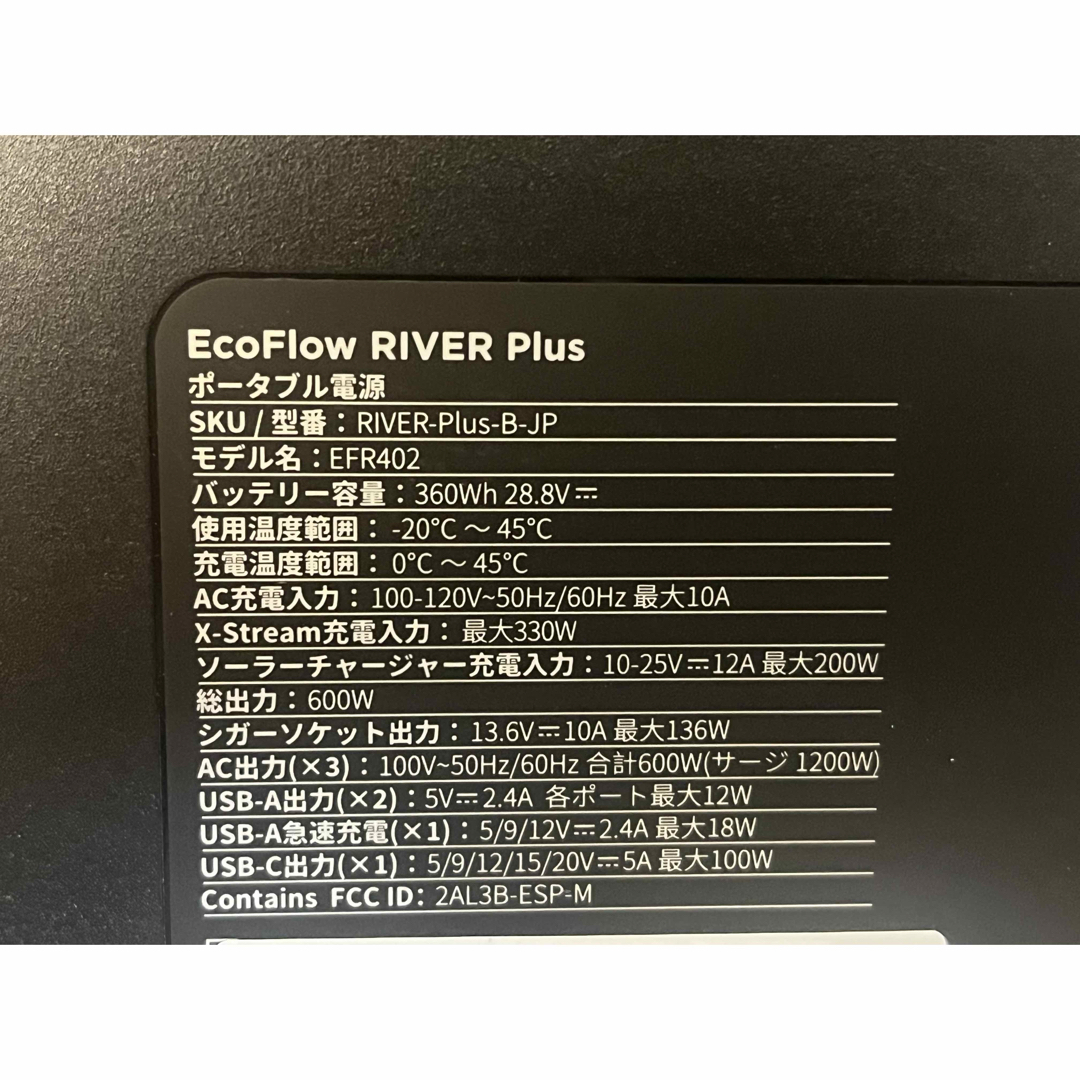 EcoFlow RIVER Plus
ポータブル電源
SKU / 型番：RIVER-Plus-B-JP
モデル名：EFR402
バッテリー容量：360Wh 28.8V⎓
使用温度範囲： -20°C ～ 45°C
充電温度範囲： 0°C ～ 45°C
AC充電入力：100-120V~50Hz/60Hz 最大10A
X-Stream充電入力：最大330W
ソーラーチャージャー充電入力：10-25V⎓12A 最大200W
総出力：600W
シガーソケット出力：13.6V⎓10A 最大136W
AC出力(×3)：100V~50Hz/60Hz 合計600W(サージ 1200W)
USB-A出力(×2)：5V⎓2.4A 各ポート最大12W
USB-A急速充電(×1)：5/9/12V⎓2.4A 最大18W
USB-C出力(×1)：5/9/12/15/20V⎓5A 最大100W
Contains FCC ID: 2AL3B-ESP-M